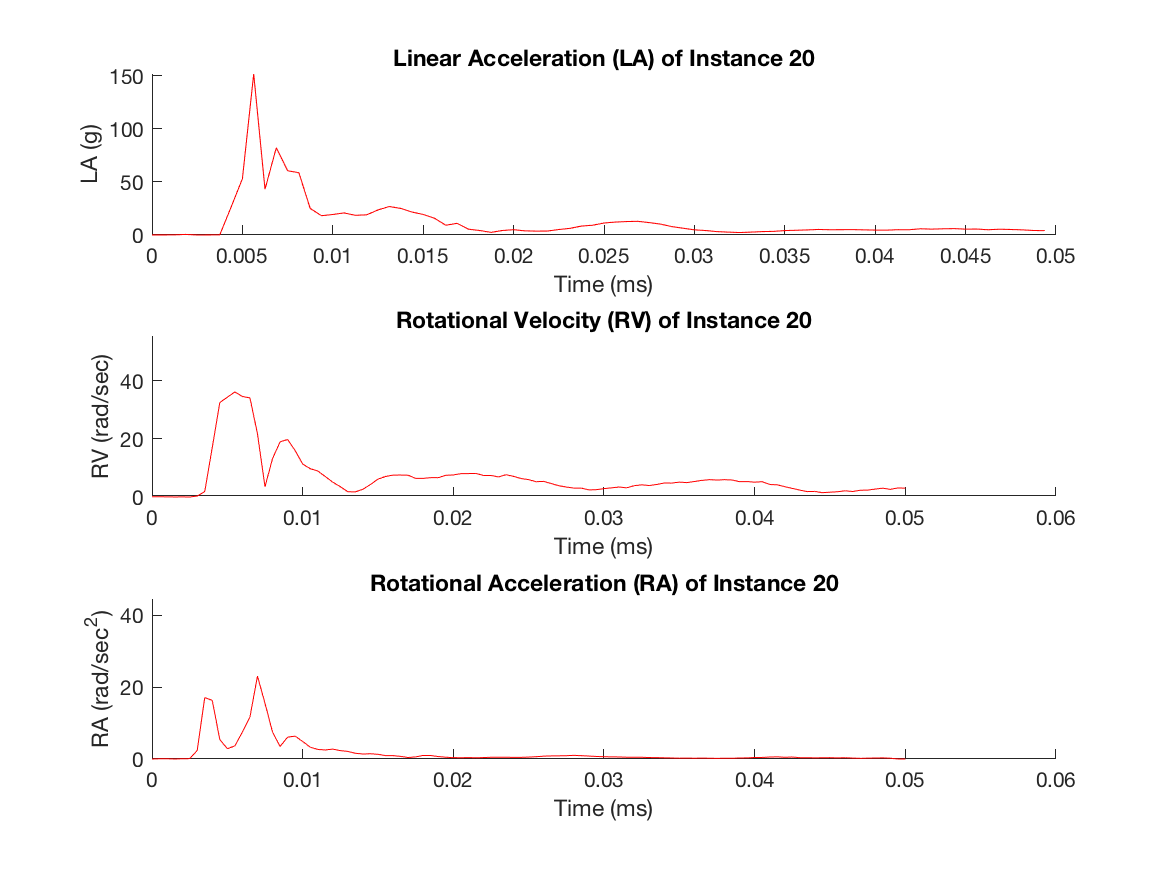 Linear Acceleration (LA) of Instance 20
150
100
50
0
LA (g)
0 0.005 0.01 0.015 0.02 0.025 0.03 0.035 0.04 0.045 0.05
Time (ms)
Rotational Velocity (RV) of Instance 20
40
20
0
RV (rad/sec)
0 0.01 0.02 0.03 0.04 0.05 0.06
Time (ms)
Rotational Acceleration (RA) of Instance 20
40
20
0
RA (rad/sec²)
0 0.01 0.02 0.03 0.04 0.05 0.06
Time (ms)